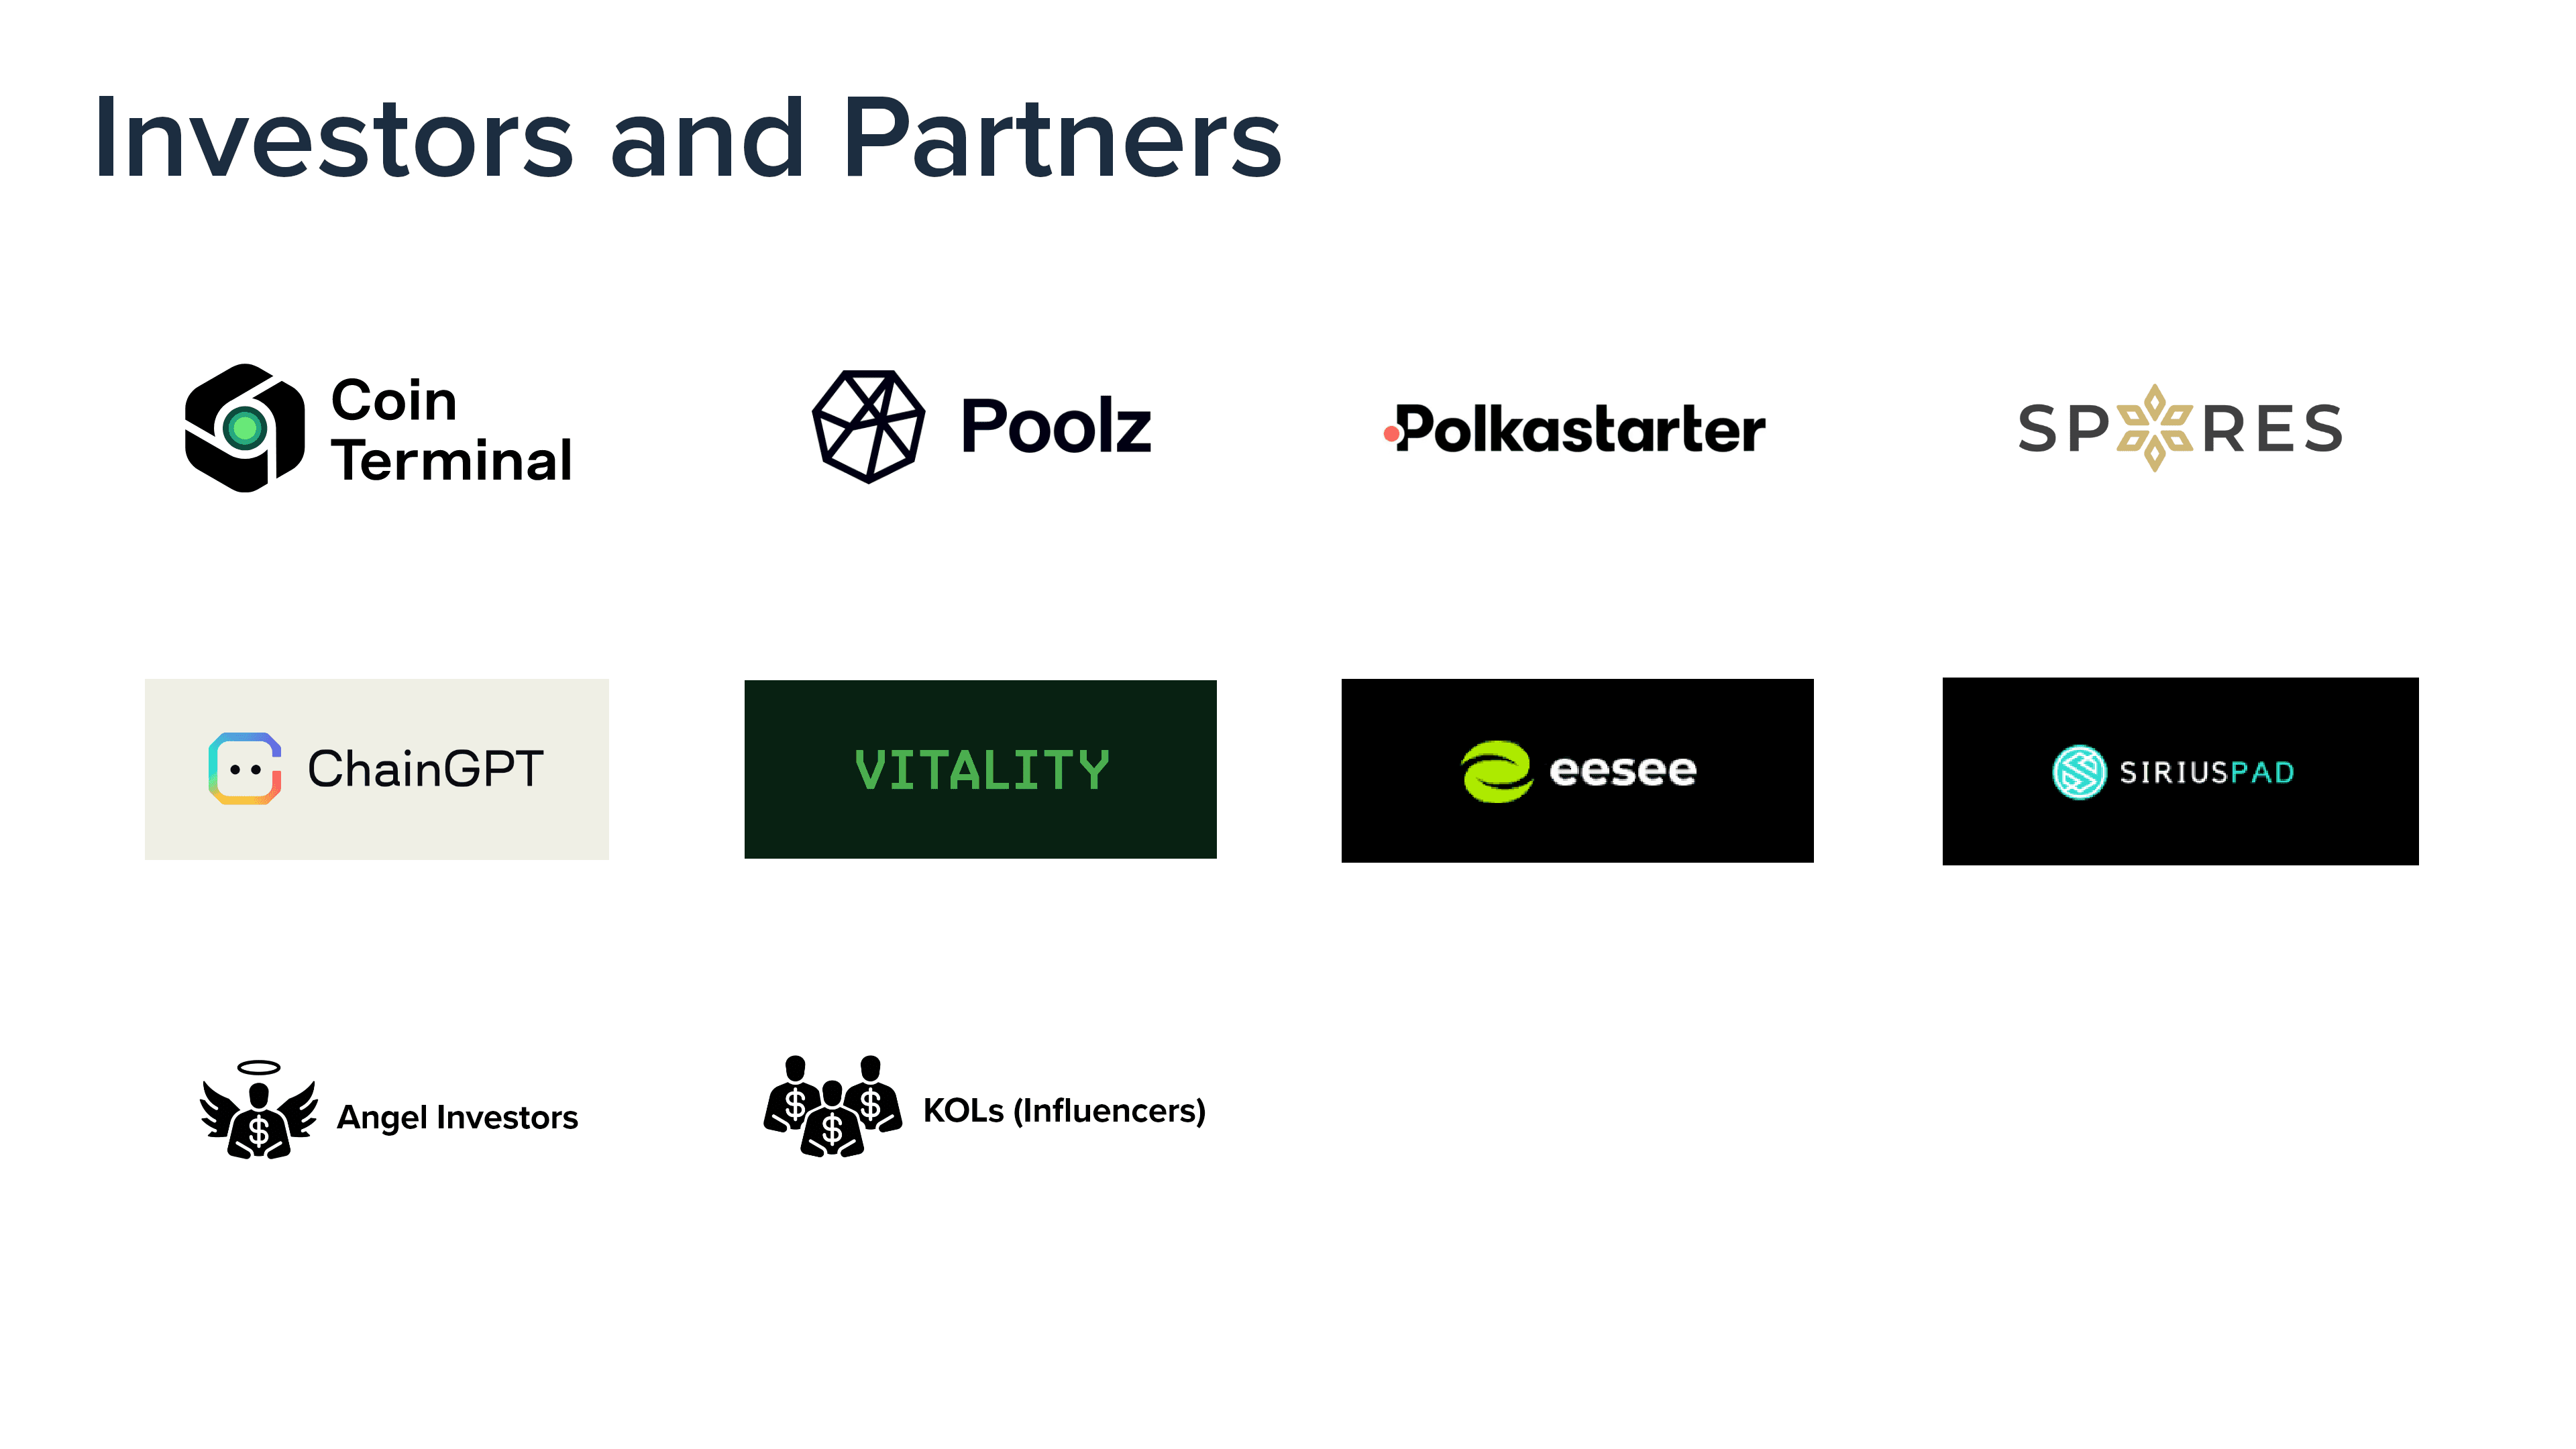 Investors and Partners
Coin
Terminal
Poolz
Polkastarter
SPORES
ChainGPT
VITALITY
eesee
SIRIUSPAD
Angel Investors
KOLs (Influencers)